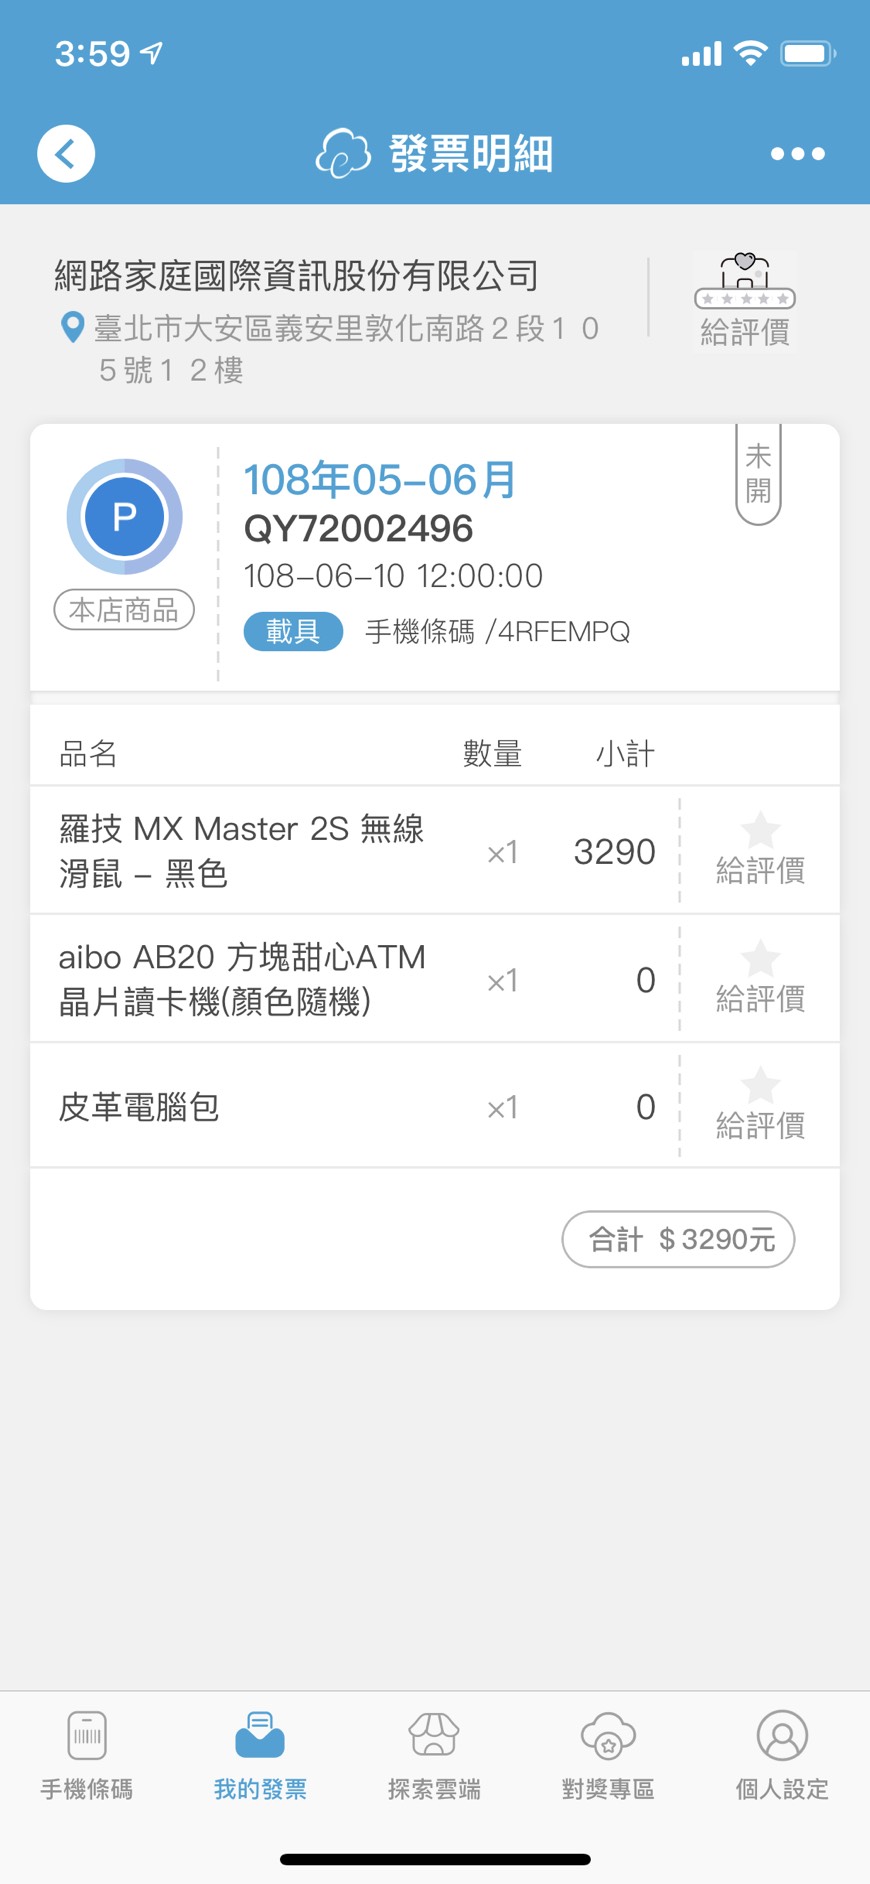 3:59
發票明細
網路家庭國際資訊股份有限公司
臺北市大安區義安里敦化南路２段１０
５號１２樓
給評價
未開
P
本店商品
108年05–06月
QY72002496
108–06–10 12:00:00
載具 手機條碼 /4RFEMPQ
品名 數量 小計
羅技 MX Master 2S 無線
滑鼠 – 黑色
×1 3290
給評價
aibo AB20 方塊甜心ATM
晶片讀卡機(顏色隨機)
×1 0
給評價
皮革電腦包 ×1 0
給評價
合計 $3290元
手機條碼 我的發票 探索雲端 對獎專區 個人設定